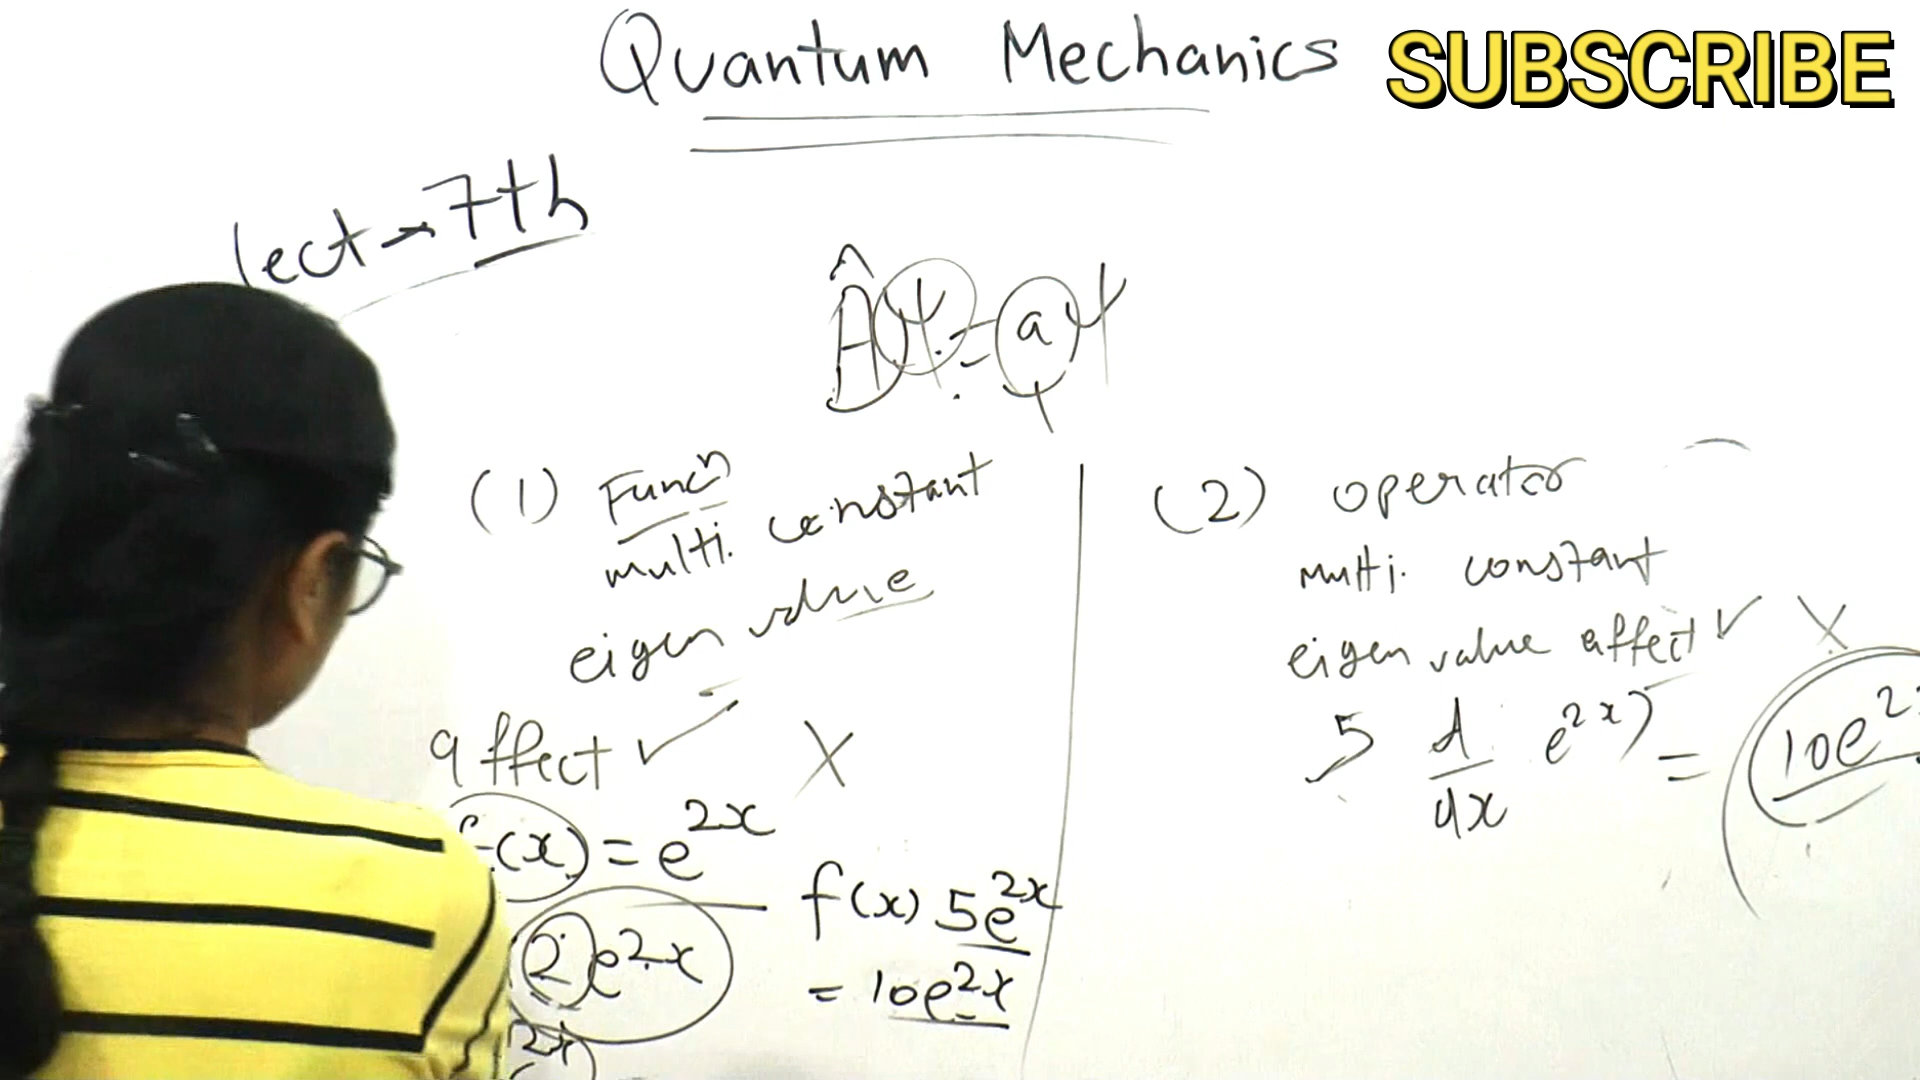 Quantum Mechanics
SUBSCRIBE
lect → 7th
Âψ = aψ
(1) Funcⁿ
multi. constant
eigen value
affect ✓ X
f(x) = e^2x
2e^2x
2x
f(x) 5e^2x
= 10e^2x
(2) operator
multi. constant
eigen value affect ✓ X
5 d/dx e^2x) = 10e^2